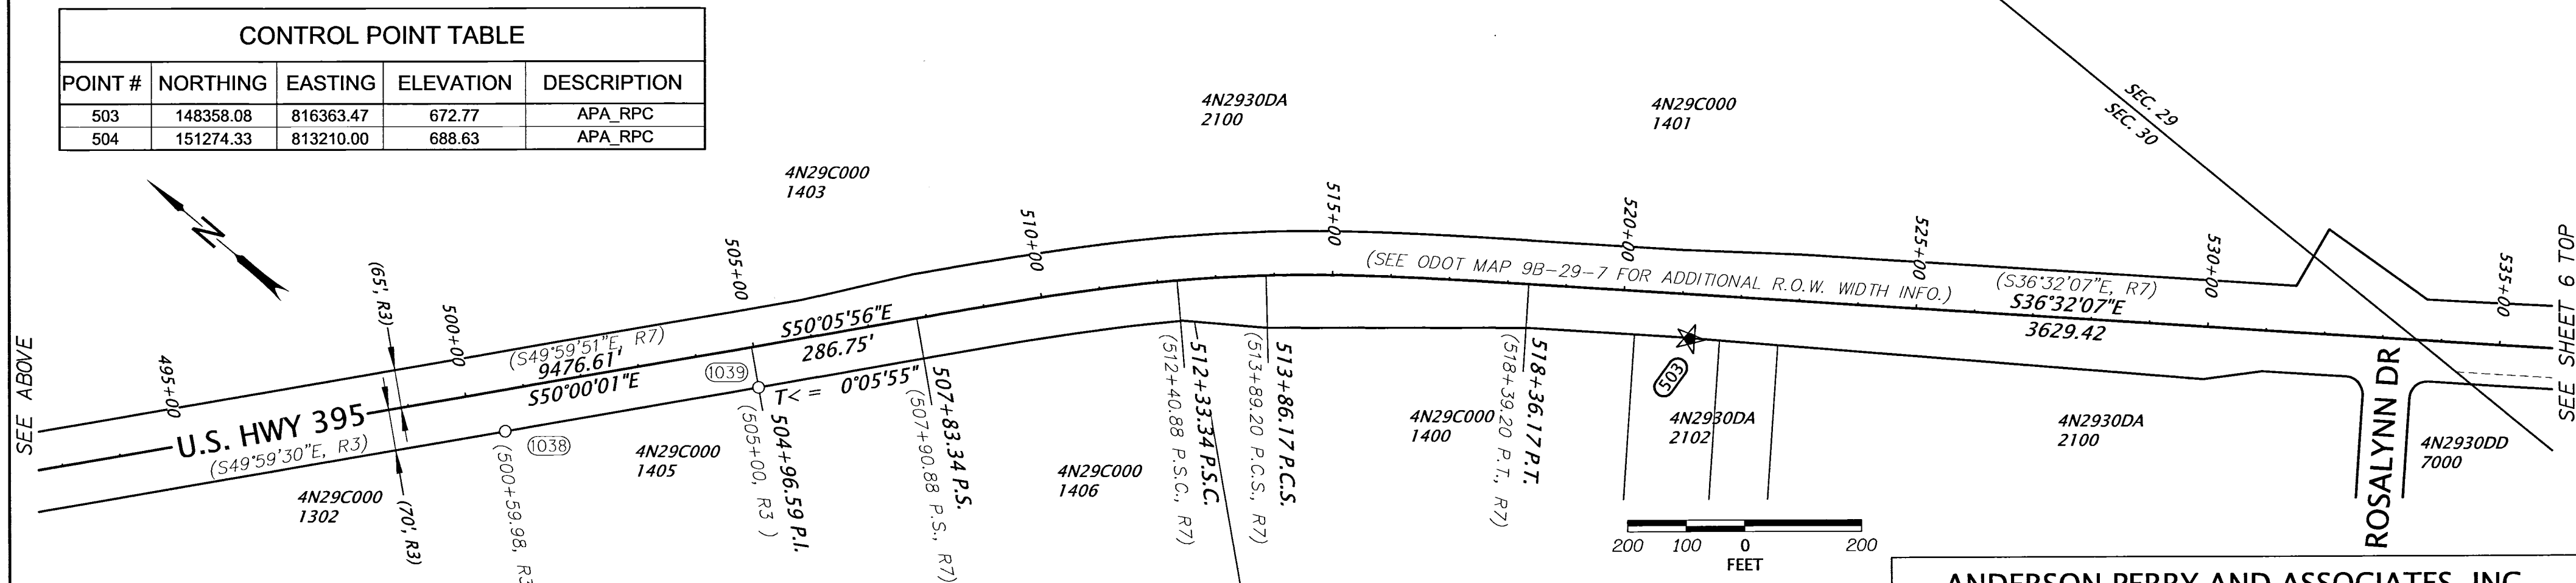 CONTROL POINT TABLE
POINT # NORTHING EASTING ELEVATION DESCRIPTION
503 148358.08 816363.47 672.77 APA_RPC
504 151274.33 813210.00 688.63 APA_RPC
N
4N29C000
1403
4N2930DA
2100
4N29C000
1401
SEC. 29
SEC. 30
SEE ABOVE
495+00
500+00
505+00
510+00
515+00
520+00
525+00
530+00
535+00
SEE SHEET 6 TOP
(65', R3)
(70', R3)
U.S. HWY 395
(S49°59'30"E, R3)
(S49°59'51"E, R7)
9476.61'
S50°00'01"E
S50°05'56"E
286.75'
(SEE ODOT MAP 9B-29-7 FOR ADDITIONAL R.O.W. WIDTH INFO.)
(S36°32'07"E, R7)
S36°32'07"E
3629.42
1038
1039
T< = 0°05'55"
(500+59.98, R3
504+96.59 P.I.
(505+00, R3 )
507+83.34 P.S.
(507+90.88 P.S., R7)
512+33.34 P.S.C.
(512+40.88 P.S.C., R7)
513+86.17 P.C.S.
(513+89.20 P.C.S., R7)
518+36.17 P.T.
(518+39.20 P.T., R7)
503
4N29C000
1302
4N29C000
1405
4N29C000
1406
4N29C000
1400
4N2930DA
2102
4N2930DA
2100
ROSALYNN DR
4N2930DD
7000
200 100 0 200
FEET
ANDERSON PERRY AND ASSOCIATES, INC.